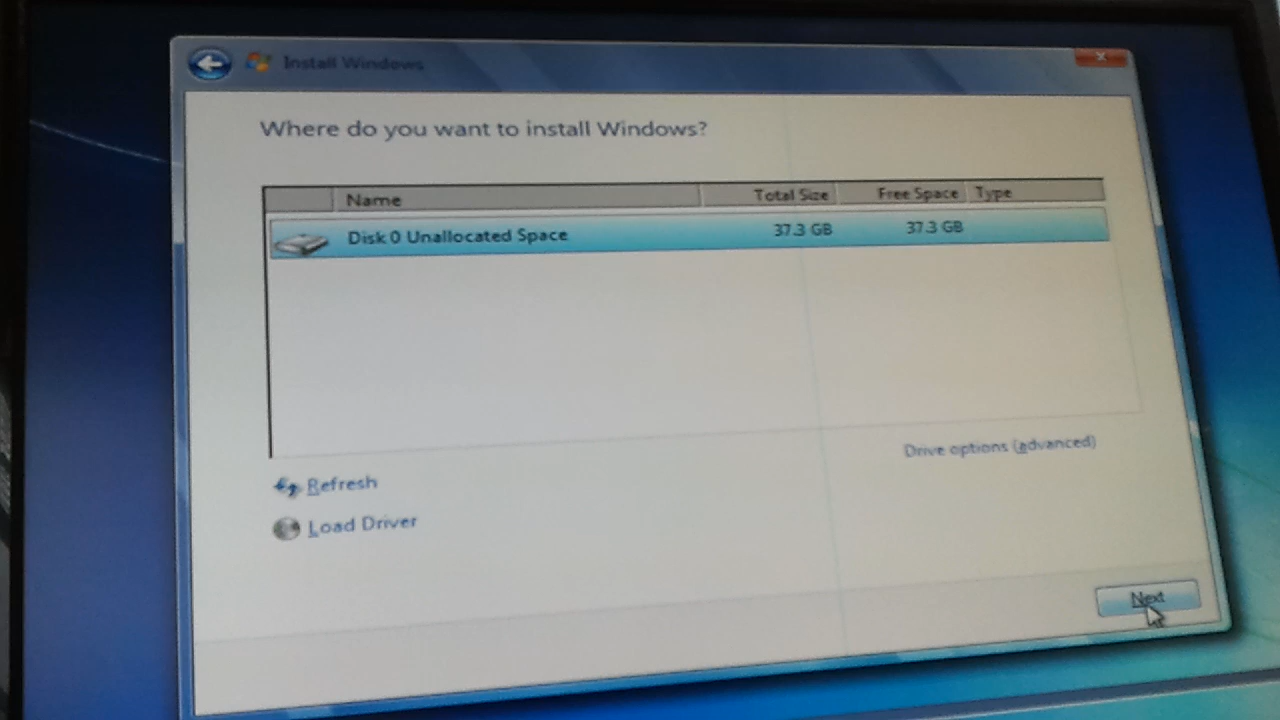 Install Windows
Where do you want to install Windows?
Name Total Size Free Space Type
Disk 0 Unallocated Space 37.3 GB 37.3 GB
Drive options (advanced)
Refresh
Load Driver
Next